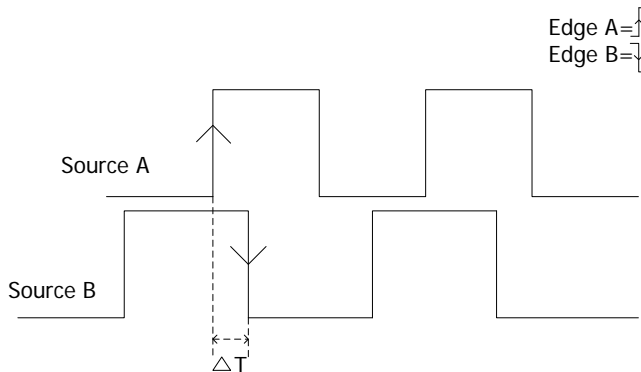 Edge A=
Edge B=
Source A
Source B
△T